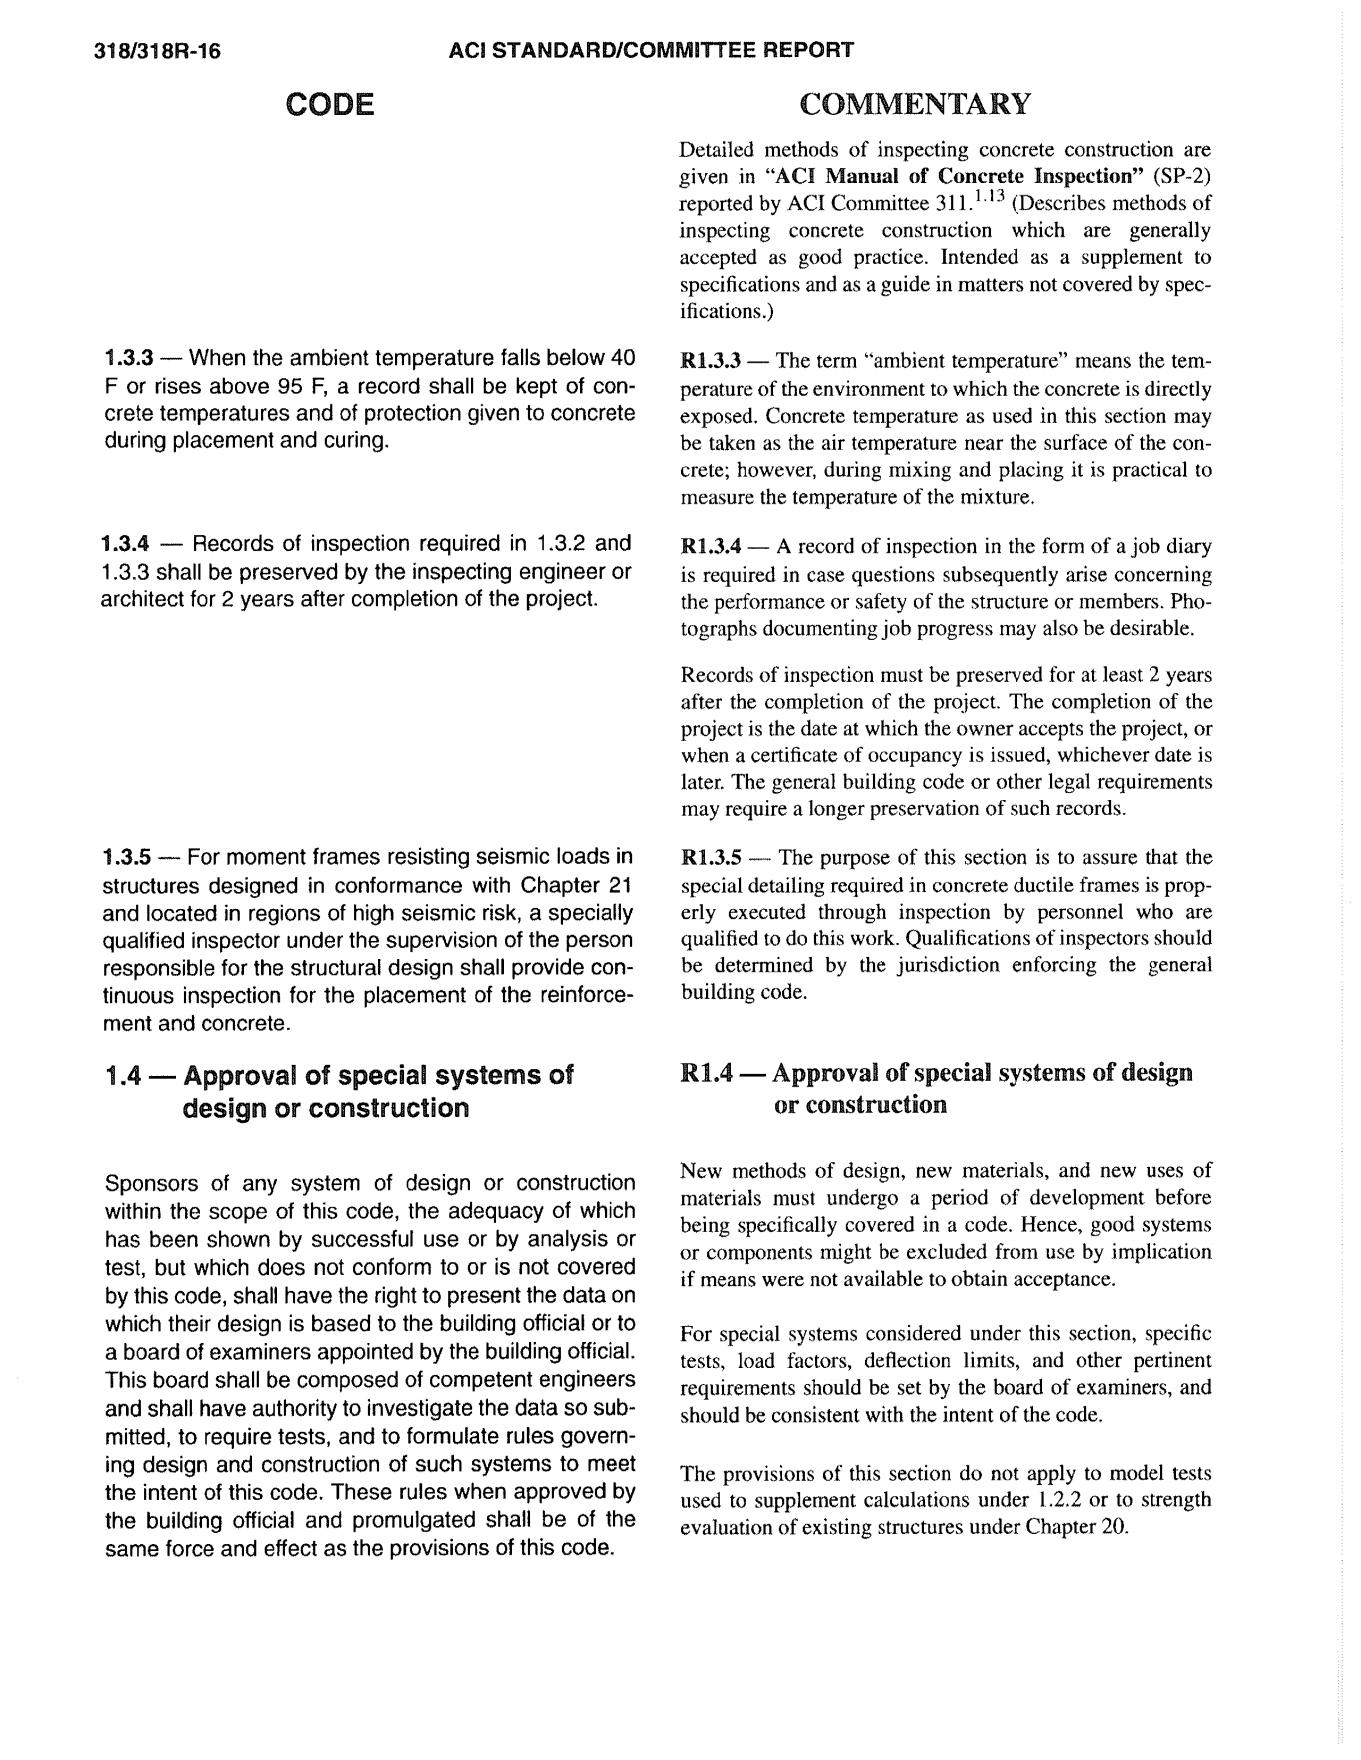 318/318R-16
ACI STANDARD/COMMITTEE REPORT
CODE
COMMENTARY
Detailed methods of inspecting concrete construction are
given in “ACI Manual of Concrete Inspection” (SP-2)
reported by ACI Committee 311.1.13 (Describes methods of
inspecting concrete construction which are generally
accepted as good practice. Intended as a supplement to
specifications and as a guide in matters not covered by spec-
ifications.)
1.3.3 — When the ambient temperature falls below 40
F or rises above 95 F, a record shall be kept of con-
crete temperatures and of protection given to concrete
during placement and curing.
R1.3.3 — The term “ambient temperature” means the tem-
perature of the environment to which the concrete is directly
exposed. Concrete temperature as used in this section may
be taken as the air temperature near the surface of the con-
crete; however, during mixing and placing it is practical to
measure the temperature of the mixture.
1.3.4 — Records of inspection required in 1.3.2 and
1.3.3 shall be preserved by the inspecting engineer or
architect for 2 years after completion of the project.
R1.3.4 — A record of inspection in the form of a job diary
is required in case questions subsequently arise concerning
the performance or safety of the structure or members. Pho-
tographs documenting job progress may also be desirable.
Records of inspection must be preserved for at least 2 years
after the completion of the project. The completion of the
project is the date at which the owner accepts the project, or
when a certificate of occupancy is issued, whichever date is
later. The general building code or other legal requirements
may require a longer preservation of such records.
1.3.5 — For moment frames resisting seismic loads in
structures designed in conformance with Chapter 21
and located in regions of high seismic risk, a specially
qualified inspector under the supervision of the person
responsible for the structural design shall provide con-
tinuous inspection for the placement of the reinforce-
ment and concrete.
R1.3.5 — The purpose of this section is to assure that the
special detailing required in concrete ductile frames is prop-
erly executed through inspection by personnel who are
qualified to do this work. Qualifications of inspectors should
be determined by the jurisdiction enforcing the general
building code.
1.4 — Approval of special systems of
design or construction
R1.4 — Approval of special systems of design
or construction
Sponsors of any system of design or construction
within the scope of this code, the adequacy of which
has been shown by successful use or by analysis or
test, but which does not conform to or is not covered
by this code, shall have the right to present the data on
which their design is based to the building official or to
a board of examiners appointed by the building official.
This board shall be composed of competent engineers
and shall have authority to investigate the data so sub-
mitted, to require tests, and to formulate rules govern-
ing design and construction of such systems to meet
the intent of this code. These rules when approved by
the building official and promulgated shall be of the
same force and effect as the provisions of this code.
New methods of design, new materials, and new uses of
materials must undergo a period of development before
being specifically covered in a code. Hence, good systems
or components might be excluded from use by implication
if means were not available to obtain acceptance.
For special systems considered under this section, specific
tests, load factors, deflection limits, and other pertinent
requirements should be set by the board of examiners, and
should be consistent with the intent of the code.
The provisions of this section do not apply to model tests
used to supplement calculations under 1.2.2 or to strength
evaluation of existing structures under Chapter 20.